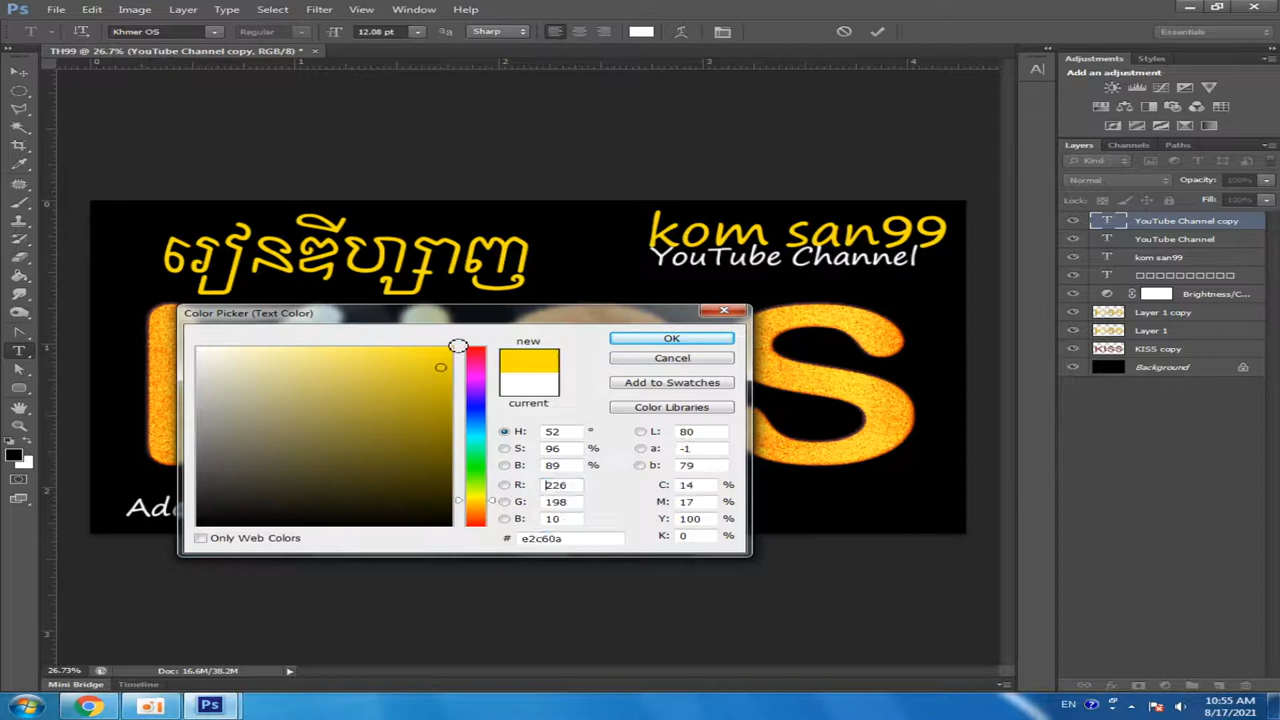 Ps File Edit Image Layer Type Select Filter View Window Help
Khmer OS Regular 12.08 pt Sharp Essentials
TH99 @ 26.7% (YouTube Channel copy, RGB/8) *
0 1 2 3 4
រៀនឌីហ្សាញ
kom san99
YouTube Channel
S
Color Picker (Text Color)
new
current
OK
Cancel
Add to Swatches
Color Libraries
H: 52 °
S: 96 %
B: 89 %
R: 226
G: 198
B: 10
L: 80
a: -1
b: 79
C: 14 %
M: 17 %
Y: 100 %
K: 0 %
Only Web Colors
# e2c60a
Adjustments Styles
Add an adjustment
Layers Channels Paths
Kind
Normal Opacity: 100%
Lock: Fill: 100%
YouTube Channel copy
YouTube Channel
kom san99
Brightness/C...
Layer 1 copy
Layer 1
KISS copy
Background
26.73% Doc: 16.6M/38.2M
Mini Bridge Timeline
EN
10:55 AM
8/17/2021